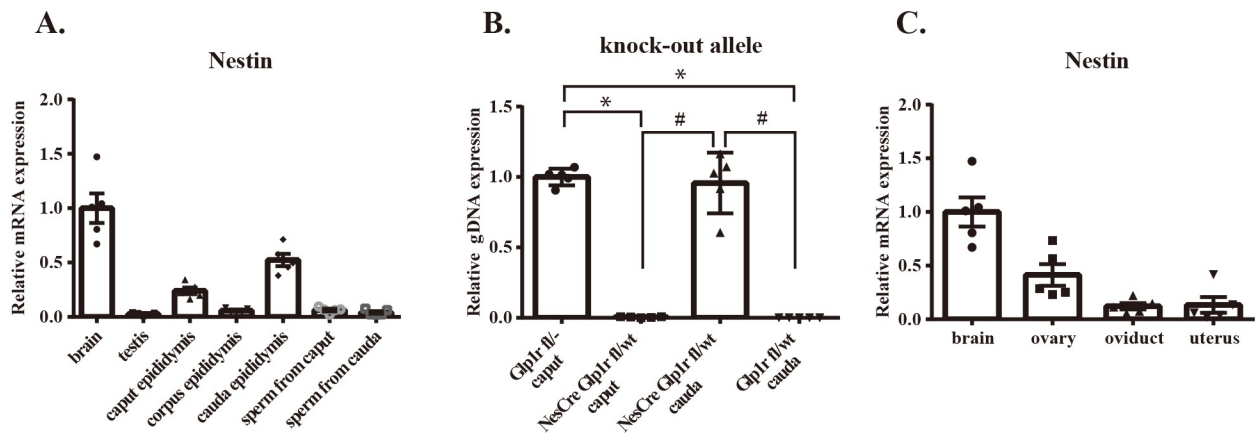 A.
Nestin
Relative mRNA expression
2.0
1.5
1.0
0.5
0.0
brain
testis
caput epididymis
corpus epididymis
cauda epididymis
sperm from caput
sperm from cauda
B.
knock-out allele
Relative gDNA expression
1.5
1.0
0.5
0.0
*
*
#
#
Glp1r fl/-
caput
NesCre Glp1r fl/wt
caput
NesCre Glp1r fl/wt
cauda
Glp1r fl/wt
cauda
C.
Nestin
Relative mRNA expression
2.0
1.5
1.0
0.5
0.0
brain
ovary
oviduct
uterus